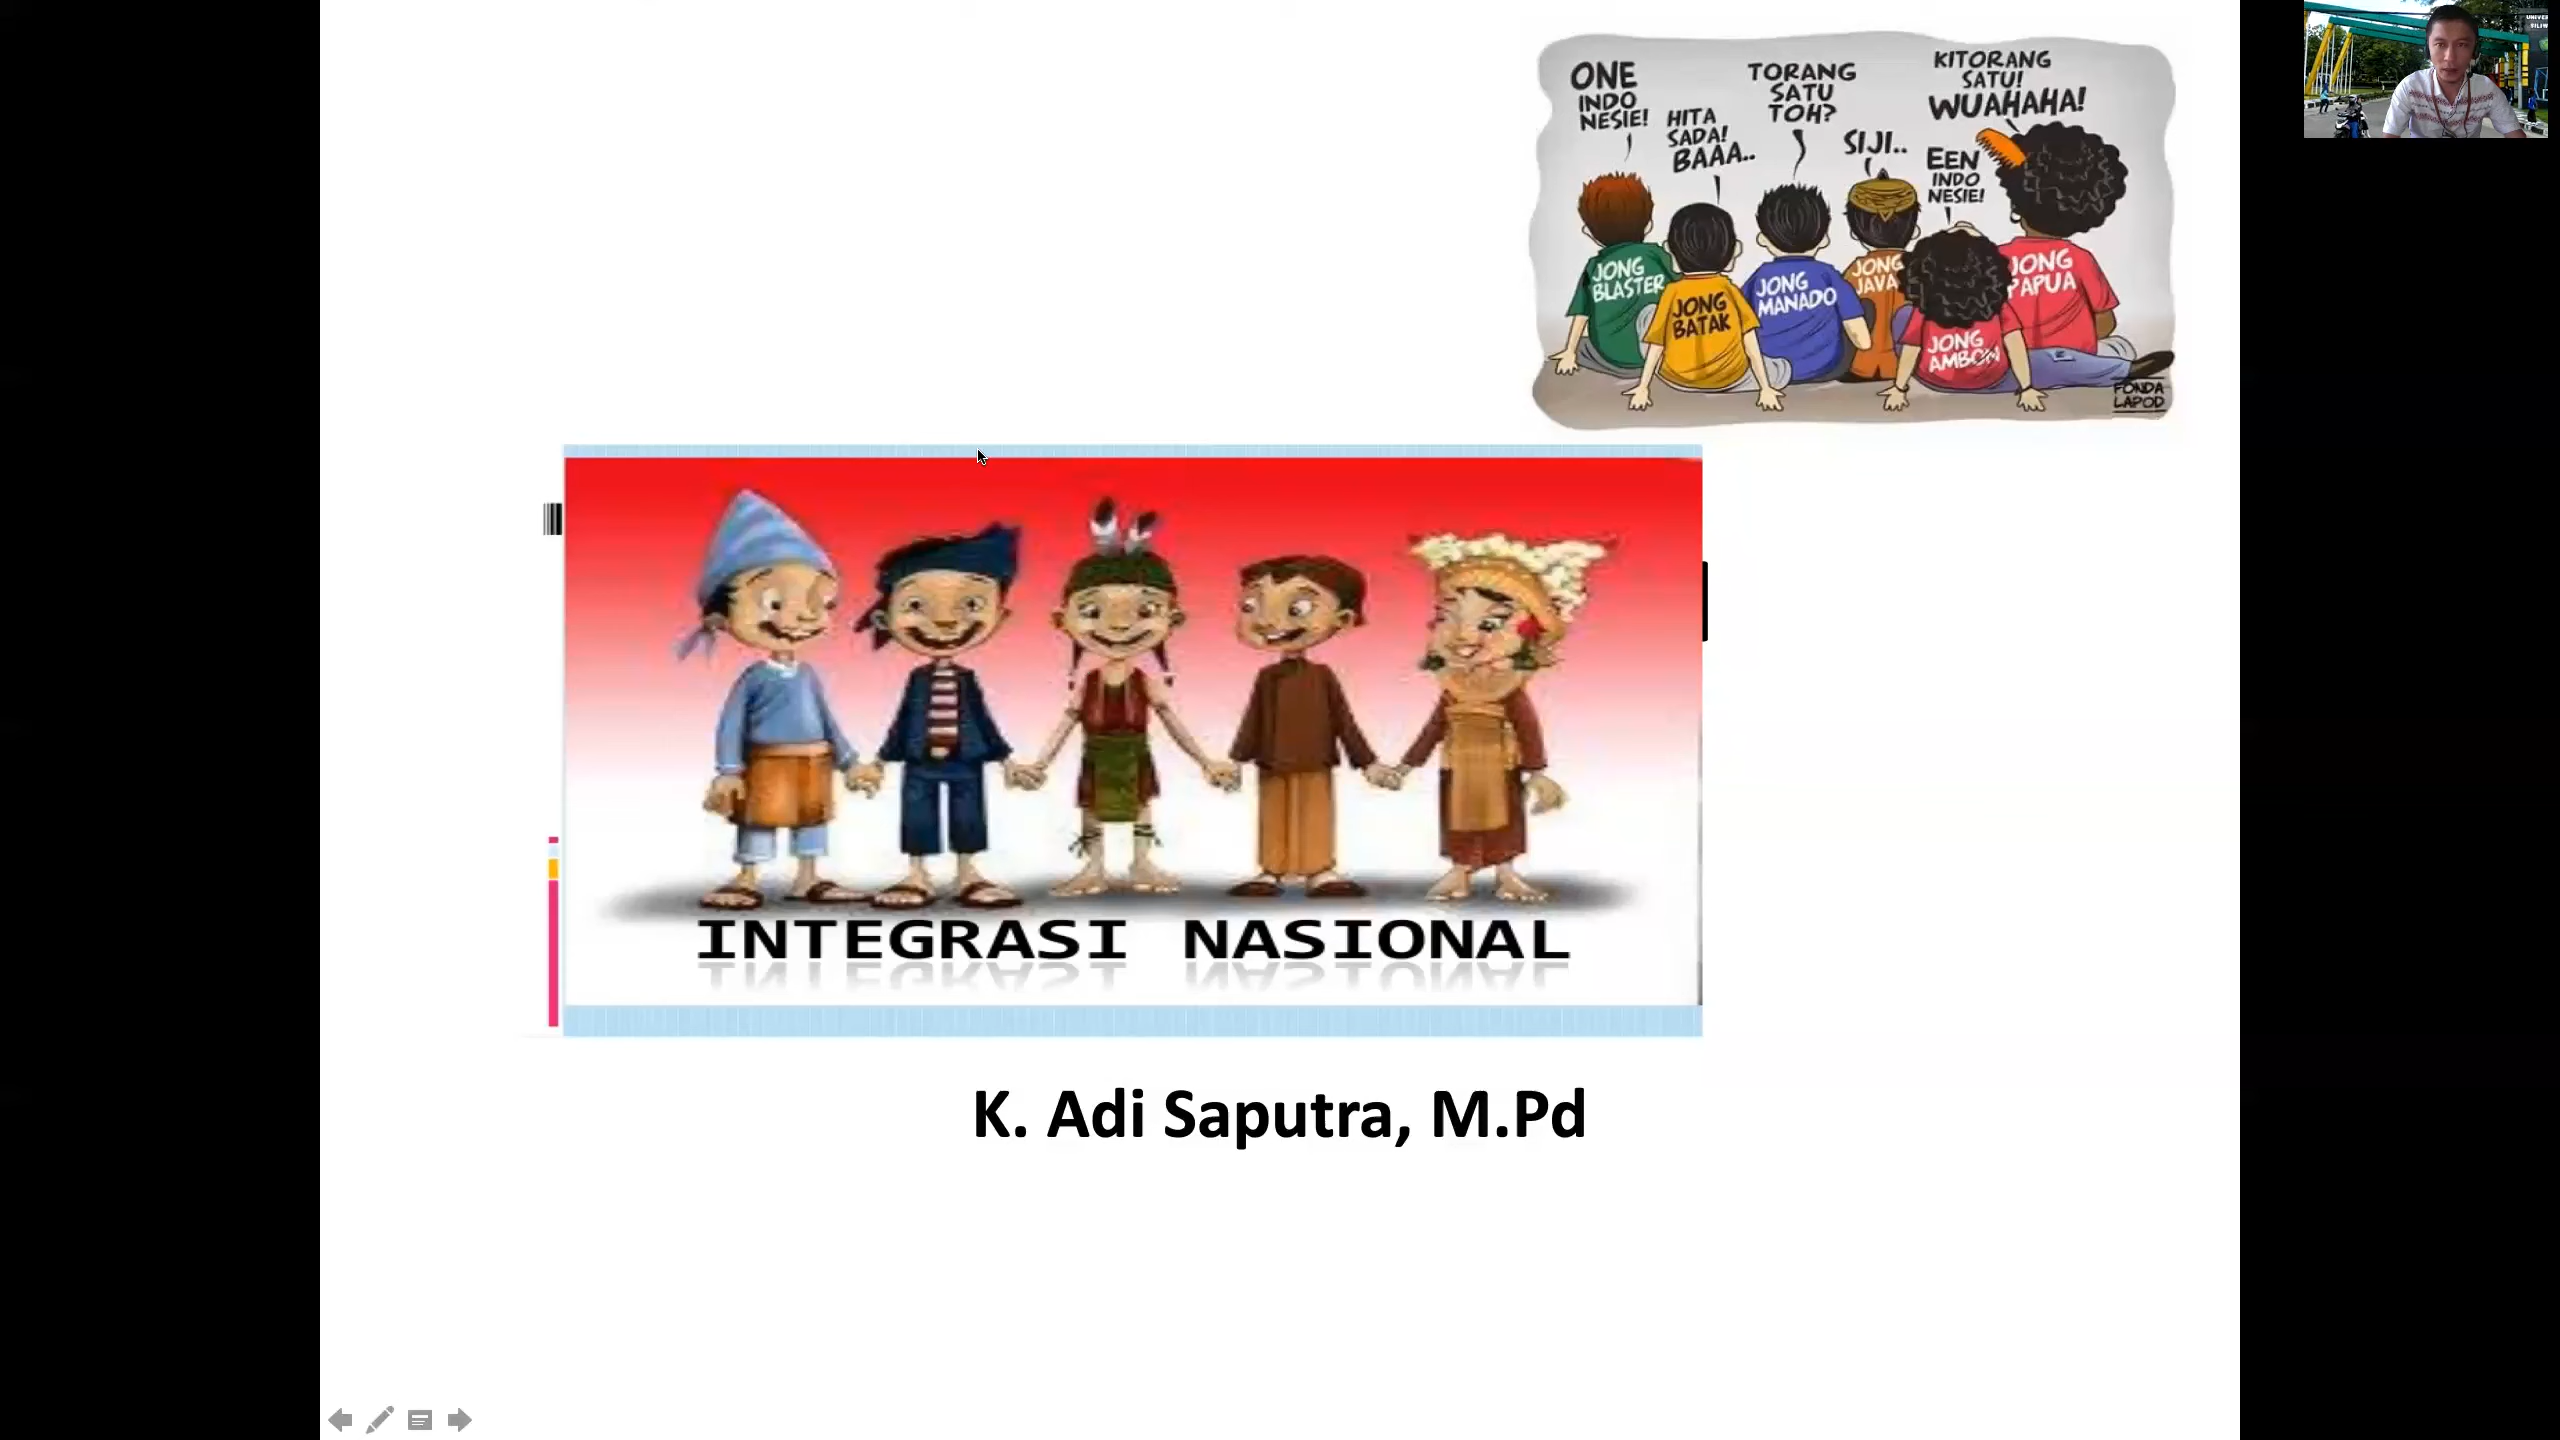 ONE
INDO
NESIE!
HITA
SADA!
BAAA..
TORANG
SATU
TOH?
SIJI..
EEN
INDO
NESIE!
KITORANG
SATU!
WUAHAHA!
JONG
BLASTER
JONG
BATAK
JONG
MANADO
JONG
JAVA
JONG
AMBON
JONG
PAPUA
FONDA
LAPOD
INTEGRASI NASIONAL
K. Adi Saputra, M.Pd